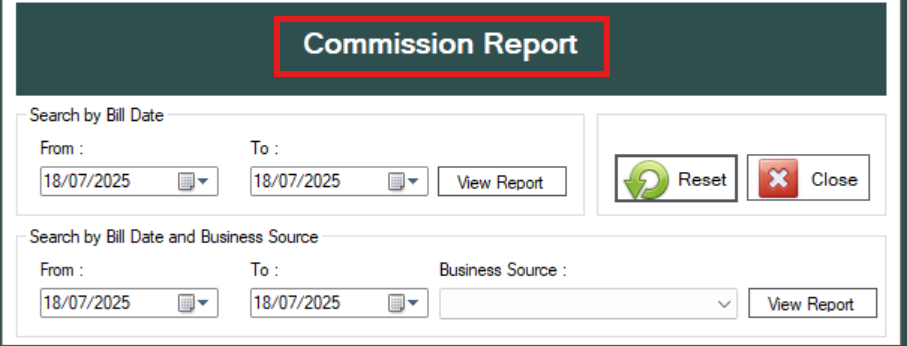 Commission Report
Search by Bill Date
From :
To :
18/07/2025
18/07/2025
View Report
Reset
Close
Search by Bill Date and Business Source
From :
To :
Business Source :
18/07/2025
18/07/2025
View Report